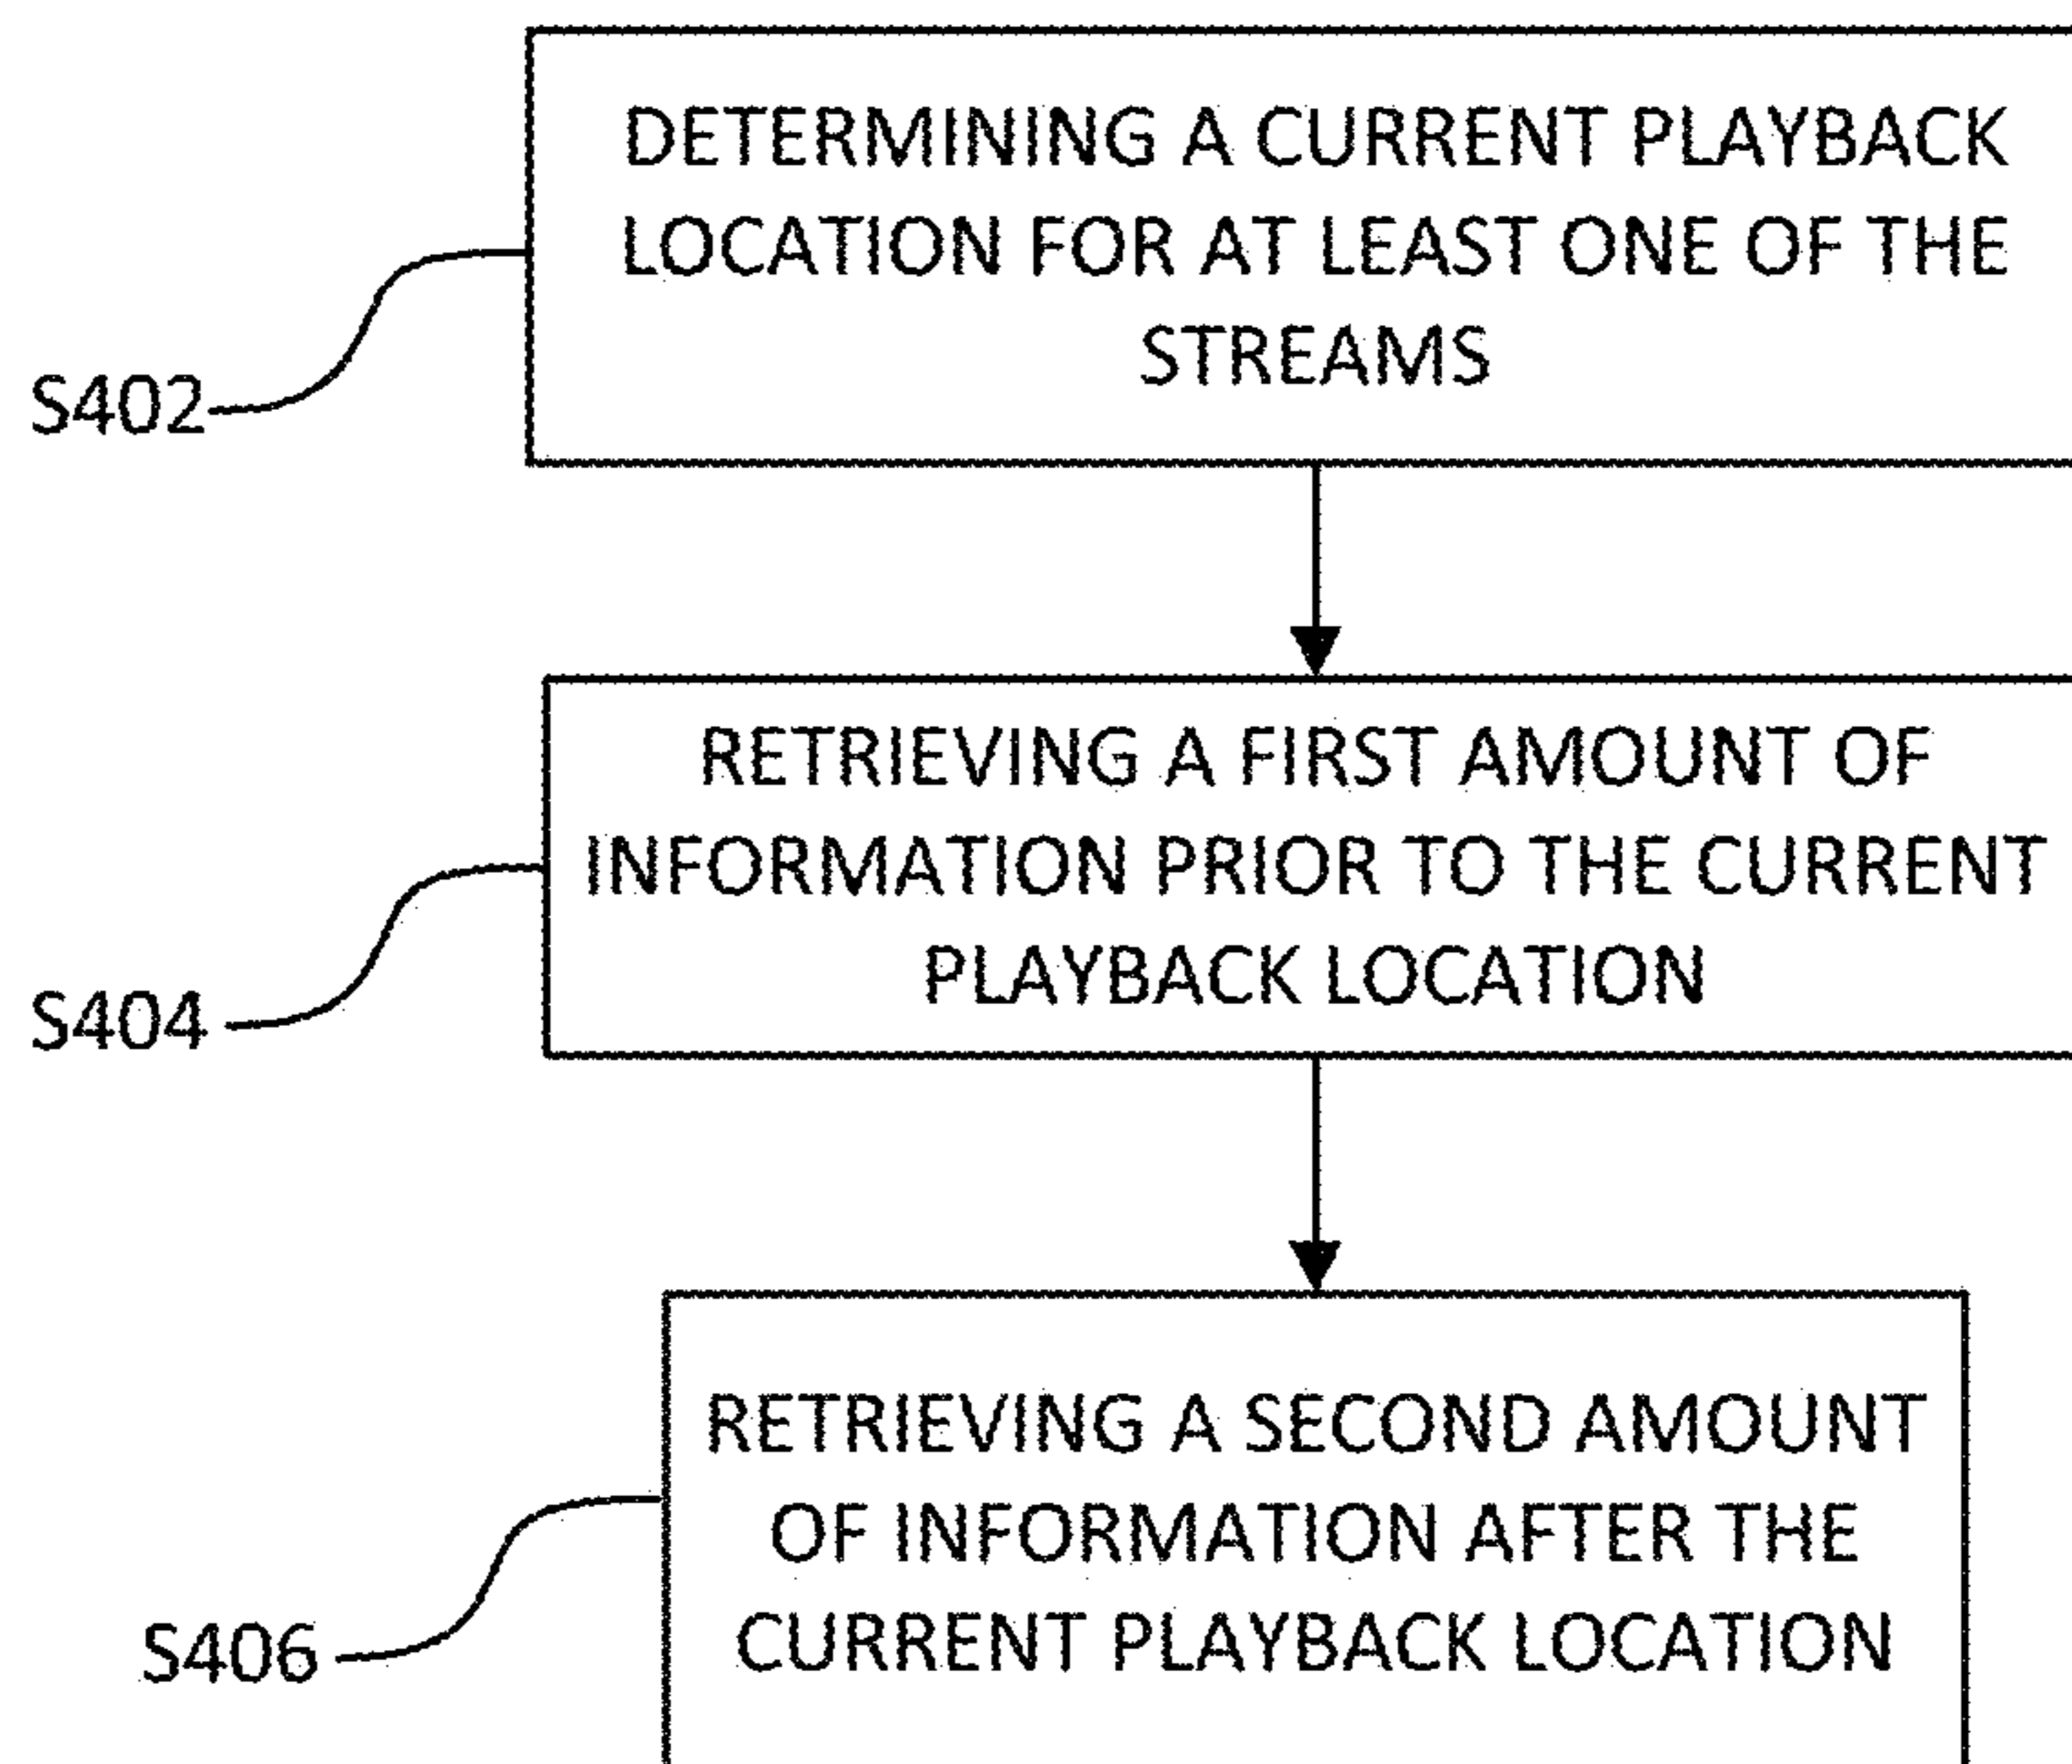 DETERMINING A CURRENT PLAYBACK
LOCATION FOR AT LEAST ONE OF THE
STREAMS
S402
RETRIEVING A FIRST AMOUNT OF
INFORMATION PRIOR TO THE CURRENT
PLAYBACK LOCATION
S404
RETRIEVING A SECOND AMOUNT
OF INFORMATION AFTER THE
CURRENT PLAYBACK LOCATION
S406